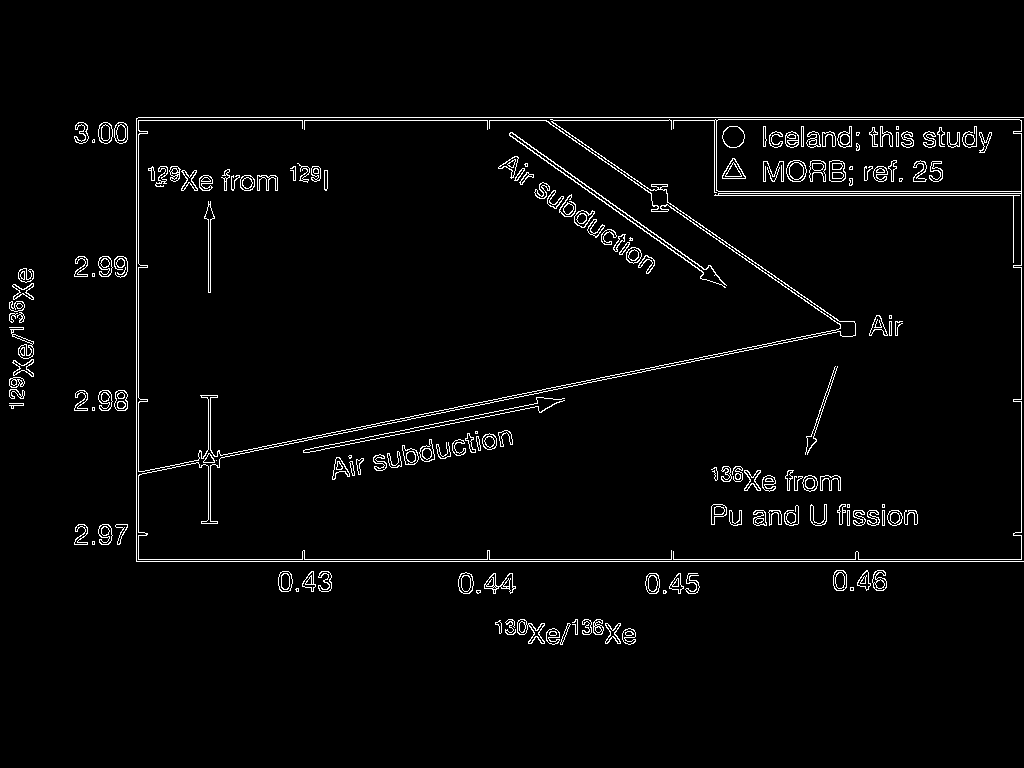 3.00
2.99
2.98
2.97
¹²⁹Xe/¹³⁶Xe
¹²⁹Xe from ¹²⁹I
Air subduction
Iceland; this study
MORB; ref. 25
Air
Air subduction
¹³⁶Xe from
Pu and U fission
0.43
0.44
0.45
0.46
¹³⁰Xe/¹³⁶Xe